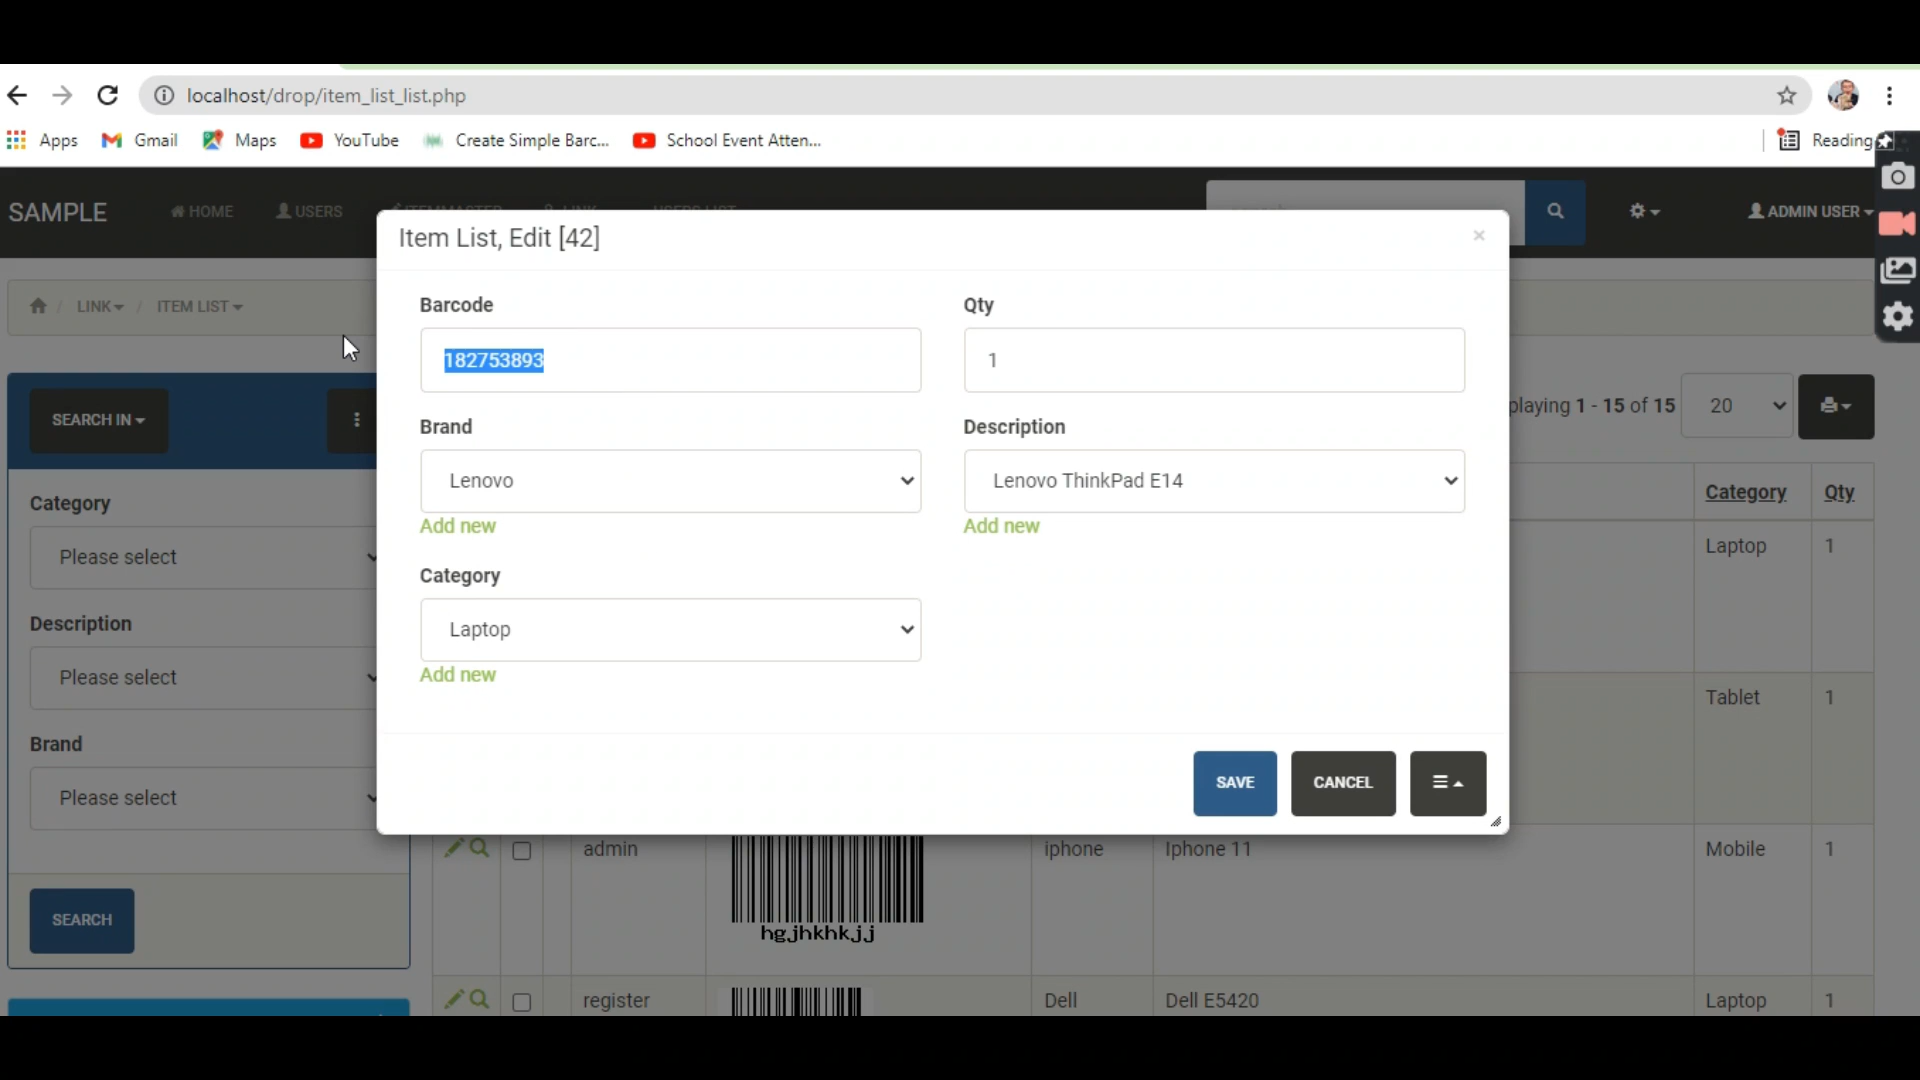 localhost/drop/item_list_list.php
Apps Gmail Maps YouTube Create Simple Barc... School Event Atten... Reading
SAMPLE HOME USERS ITEMMASTER LINK USERS LIST ADMIN USER
Item List, Edit [42] ×
LINK / ITEM LIST
Barcode Qty
182753893 1
SEARCH IN
playing 1 - 15 of 15 20
Brand Description
Lenovo Lenovo ThinkPad E14
Add new Add new
Category
Laptop
Add new
SAVE CANCEL
Category
Please select
Description
Please select
Brand
Please select
SEARCH
Category Qty
Laptop 1
Tablet 1
admin iphone Iphone 11 Mobile 1
hgjhkhkjj
register Dell Dell E5420 Laptop 1